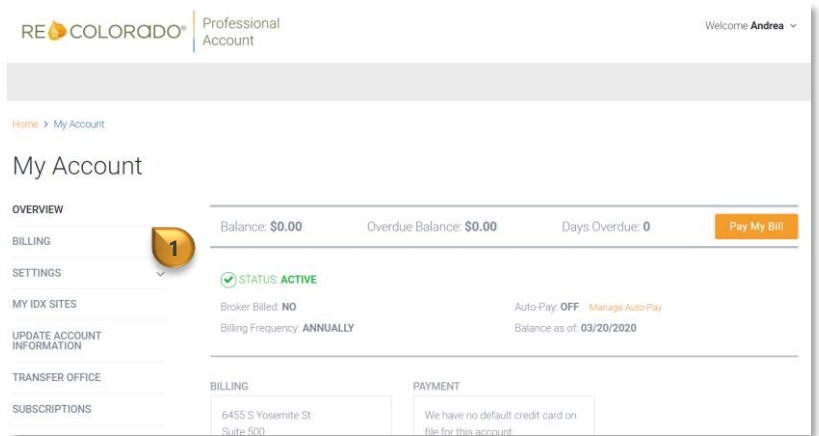 RECOLORADO®
Professional
Account
Welcome Andrea
Home > My Account
My Account
OVERVIEW
BILLING
SETTINGS
MY IDX SITES
UPDATE ACCOUNT
INFORMATION
TRANSFER OFFICE
SUBSCRIPTIONS
1
Balance: $0.00 Overdue Balance: $0.00 Days Overdue: 0 Pay My Bill
STATUS: ACTIVE
Broker Billed: NO Auto-Pay: OFF Manage Auto-Pay
Billing Frequency: ANNUALLY Balance as of: 03/20/2020
BILLING
6455 S Yosemite St
Suite 500
PAYMENT
We have no default credit card on
file for this account